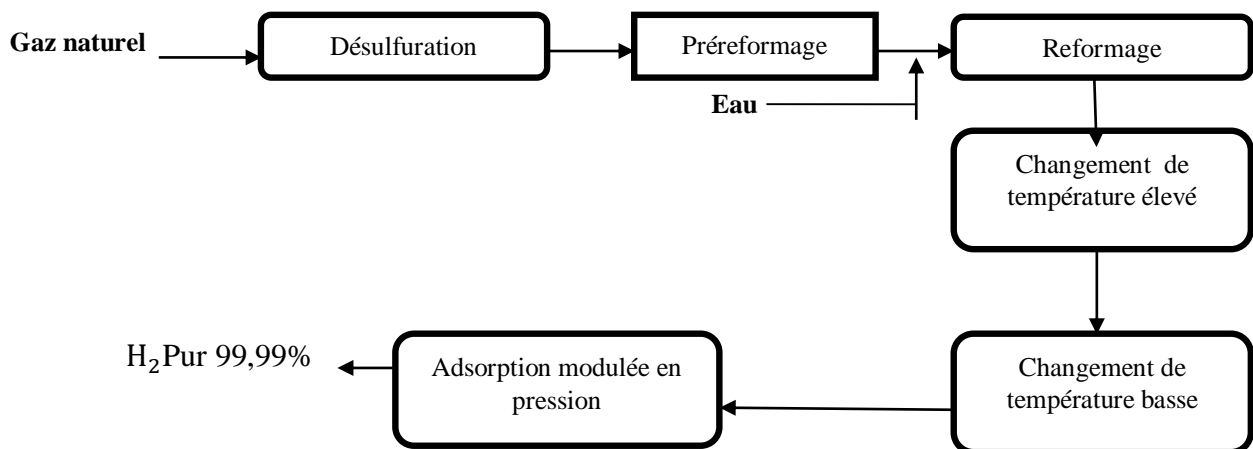 Gaz naturel
Désulfuration
Préreformage
Reformage
Eau
Changement de
température élevé
Changement de
température basse
Adsorption modulée en
pression
H₂Pur 99,99%